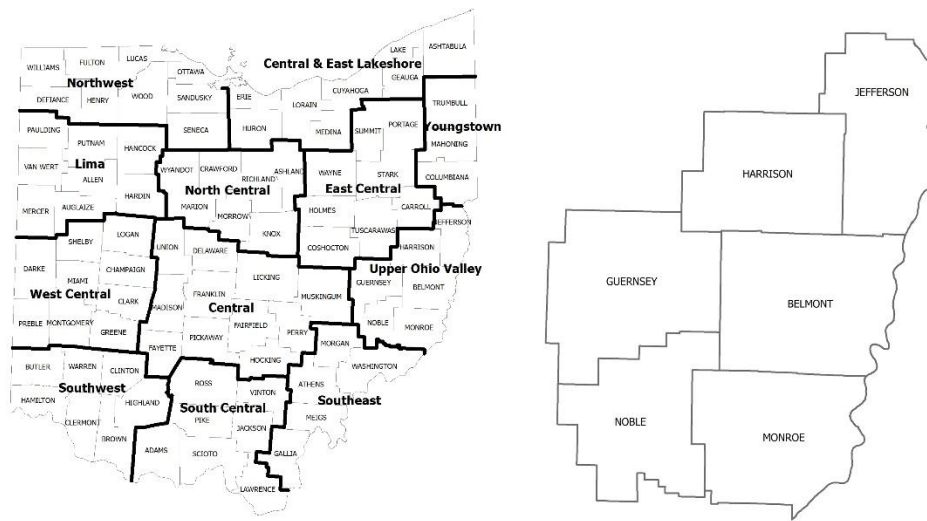 LAKE
ASHTABULA
LUCAS
FULTON
WILLIAMS
OTTAWA
Central & East Lakeshore
GEAUGA
Northwest
CUYAHOGA
WOOD
SANDUSKY
ERIE
LORAIN
DEFIANCE
HENRY
TRUMBULL
PORTAGE
SUMMIT
Youngstown
HURON
MEDINA
SENECA
PAULDING
PUTNAM
HANCOCK
MAHONING
VAN WERT
Lima
ALLEN
WYANDOT
CRAWFORD
RICHLAND
ASHLAND
WAYNE
STARK
COLUMBIANA
North Central
East Central
HARDIN
MERCER
AUGLAIZE
MARION
MORROW
HOLMES
CARROLL
KNOX
TUSCARAWAS
JEFFERSON
LOGAN
SHELBY
UNION
DELAWARE
COSHOCTON
HARRISON
DARKE
CHAMPAIGN
LICKING
Upper Ohio Valley
GUERNSEY
BELMONT
MIAMI
FRANKLIN
MUSKINGUM
West Central
CLARK
MADISON
Central
PREBLE
MONTGOMERY
GREENE
FAIRFIELD
PERRY
NOBLE
MONROE
PICKAWAY
FAYETTE
MORGAN
HOCKING
WASHINGTON
BUTLER
WARREN
CLINTON
ROSS
VINTON
ATHENS
Southwest
HAMILTON
HIGHLAND
South Central
Southeast
PIKE
MEIGS
CLERMONT
JACKSON
BROWN
ADAMS
SCIOTO
GALLIA
LAWRENCE
JEFFERSON
HARRISON
GUERNSEY
BELMONT
NOBLE
MONROE